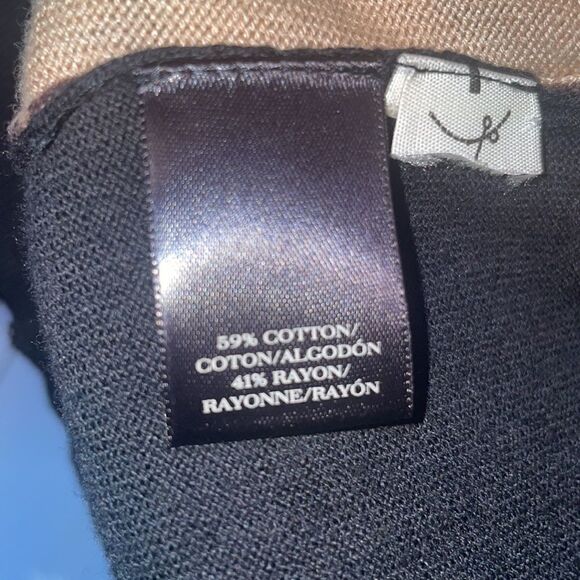 59% COTTON/
COTON/ALGODÓN
41% RAYON/
RAYONNE/RAYÓN